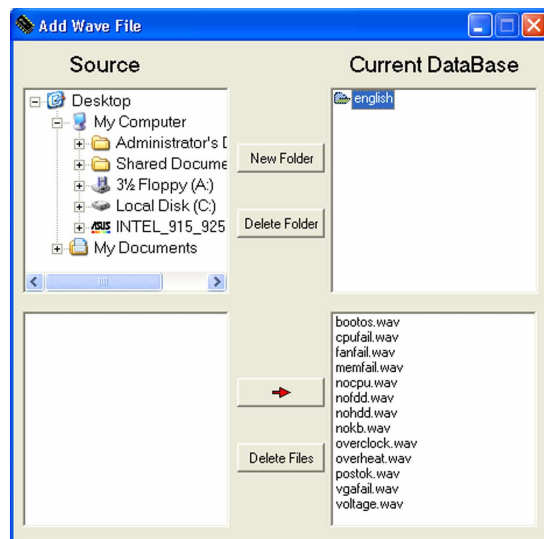 Add Wave File
Source
Current DataBase
Desktop
My Computer
Administrator's D
Shared Docume
3½ Floppy (A:)
Local Disk (C:)
ASUS INTEL_915_925
My Documents
New Folder
Delete Folder
english
Delete Files
bootos.wav
cpufail.wav
fanfail.wav
memfail.wav
nocpu.wav
nofdd.wav
nohdd.wav
nokb.wav
overclock.wav
overheat.wav
postok.wav
vgafail.wav
voltage.wav